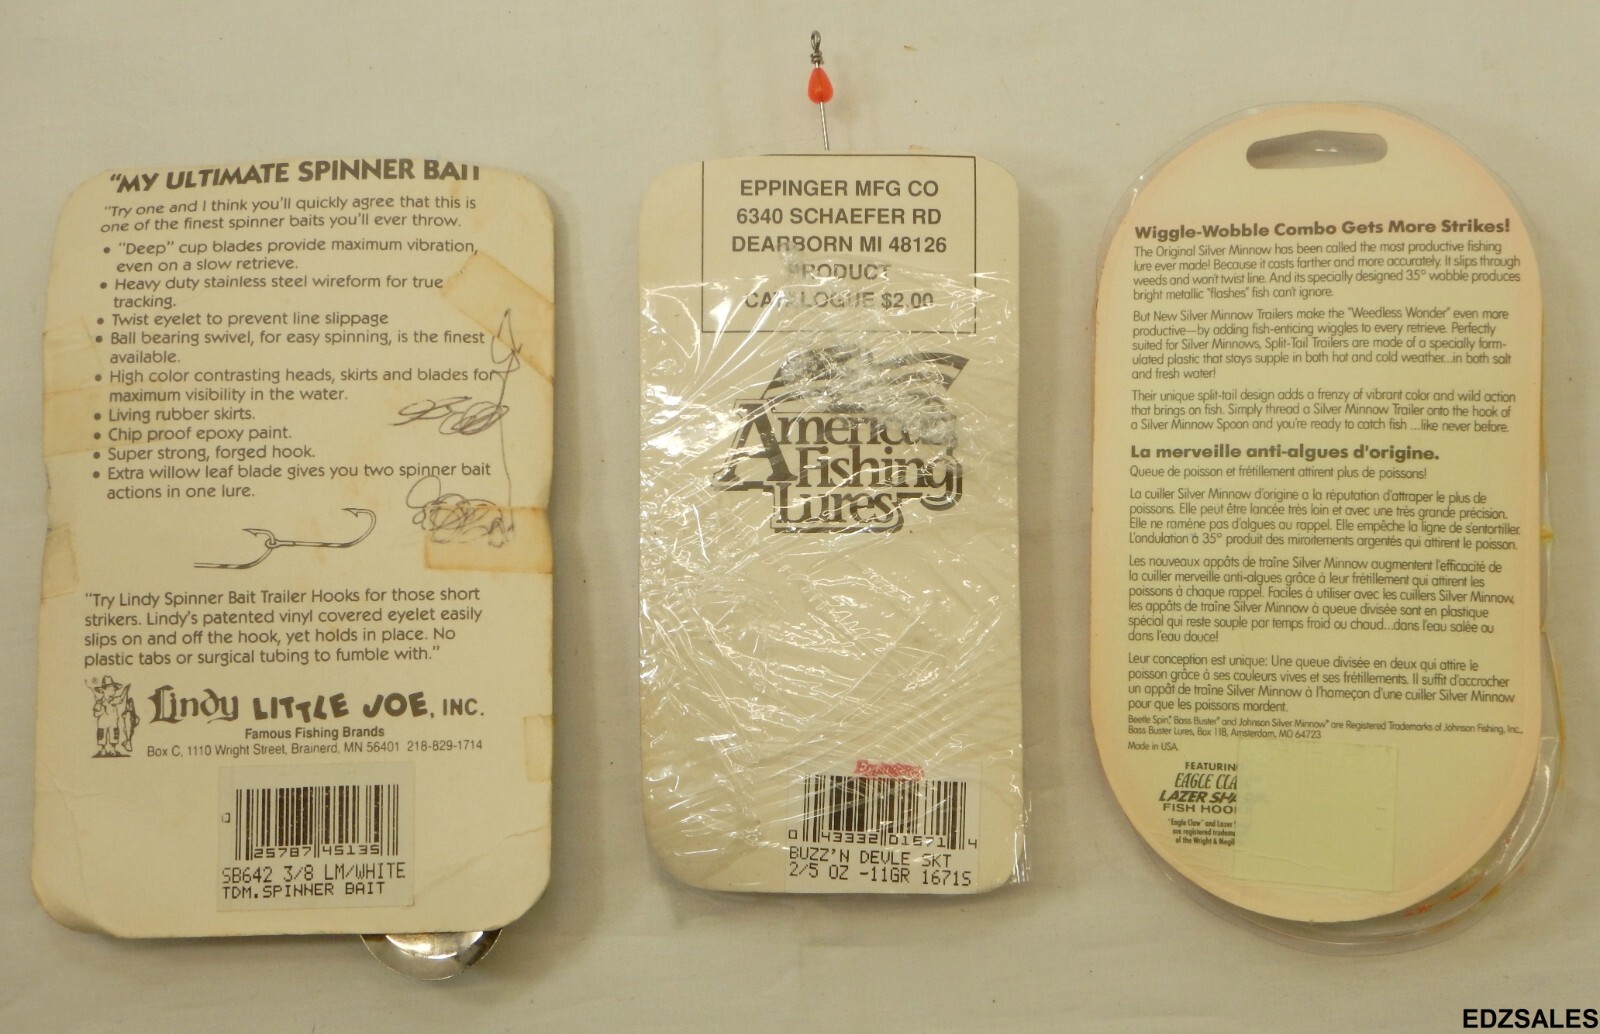 "MY ULTIMATE SPINNER BAIT
"Try one and I think you'll quickly agree that this is
one of the finest spinner baits you'll ever throw.
• "Deep" cup blades provide maximum vibration,
even on a slow retrieve.
• Heavy duty stainless steel wireform for true
tracking.
• Twist eyelet to prevent line slippage
• Ball bearing swivel, for easy spinning, is the finest
available.
• High color contrasting heads, skirts and blades for
maximum visibility in the water.
• Living rubber skirts.
• Chip proof epoxy paint.
• Super strong, forged hook.
• Extra willow leaf blade gives you two spinner bait
actions in one lure.
"Try Lindy Spinner Bait Trailer Hooks for those short
strikers. Lindy's patented vinyl covered eyelet easily
slips on and off the hook, yet holds in place. No
plastic tabs or surgical tubing to fumble with."
Lindy LITTLE JOE, INC.
Famous Fishing Brands
Box C, 1110 Wright Street, Brainerd, MN 56401 218-829-1714
0 25787 45135
SB642 3/8 LM/WHITE
TDM.SPINNER BAIT
EPPINGER MFG CO
6340 SCHAEFER RD
DEARBORN MI 48126
PRODUCT
CATALOGUE $2.00
American
Fishing
Lures
0 43332 01671 4
BUZZ'N DEVLE SKT
2/5 OZ -11GR 1671S
Wiggle-Wobble Combo Gets More Strikes!
The Original Silver Minnow has been called the most productive fishing
lure ever made! Because it casts farther and more accurately. It slips through
weeds and won't twist line. And its specially designed 35° wobble produces
bright metallic "flashes" fish can't ignore.
But New Silver Minnow Trailers make the "Weedless Wonder" even more
productive—by adding fish-enticing wiggles to every retrieve. Perfectly
suited for Silver Minnows, Split-Tail Trailers are made of a specially form-
ulated plastic that stays supple in both hot and cold weather...in both salt
and fresh water!
Their unique split-tail design adds a frenzy of vibrant color and wild action
that brings on fish. Simply thread a Silver Minnow Trailer onto the hook of
a Silver Minnow Spoon and you're ready to catch fish ...like never before.
La merveille anti-algues d'origine.
Queue de poisson et frétillement attirent plus de poissons!
La cuiller Silver Minnow d'origine a la réputation d'attraper le plus de
poissons. Elle peut être lancée très loin et avec une très grande précision.
Elle ne ramène pas d'algues au rappel. Elle empêche la ligne de s'entortiller.
L'ondulation à 35° produit des miroitements argentés qui attirent le poisson.
Les nouveaux appâts de traîne Silver Minnow augmentent l'efficacité de
la cuiller merveille anti-algues grâce à leur frétillement qui attirent les
poissons à chaque rappel. Faciles à utiliser avec les cuillers Silver Minnow,
les appâts de traîne Silver Minnow à queue divisée sont en plastique
spécial qui reste souple par temps froid ou chaud...dans l'eau salée ou
dans l'eau douce!
Leur conception est unique: Une queue divisée en deux qui attire le
poisson grâce à ses couleurs vives et ses frétillements. Il suffit d'accrocher
un appât de traîne Silver Minnow à l'hameçon d'une cuiller Silver Minnow
pour que les poissons mordent.
Beetle Spin,® Bass Buster® and Johnson Silver Minnow® are Registered Trademarks of Johnson Fishing, Inc.,
Bass Buster Lures, Box 118, Amsterdam, MO 64723
Made in USA.
FEATURIN
EAGLE CLA
LAZER SHA
FISH HOO
"Eagle Claw" and Lazer
are registered tradema
of the Wright & McGil
EDZSALES